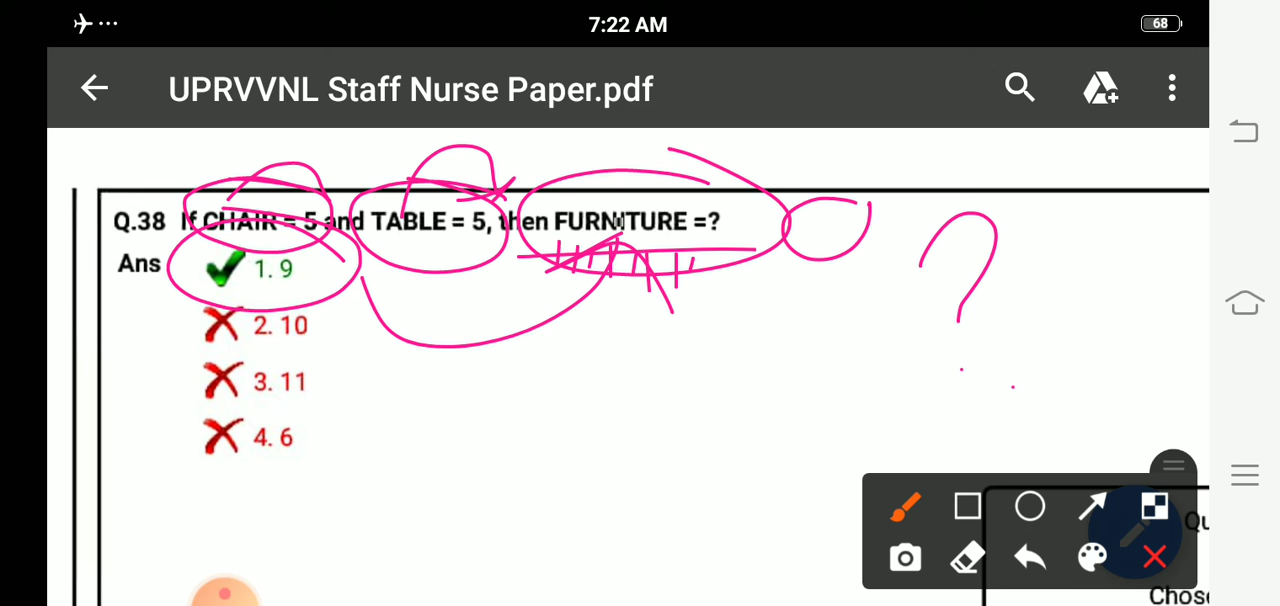 7:22 AM
68
UPRVVNL Staff Nurse Paper.pdf
Q.38 If CHAIR = 5 and TABLE = 5, then FURNITURE =?
Ans
1. 9
2. 10
3. 11
4. 6
?
Qu
Chose